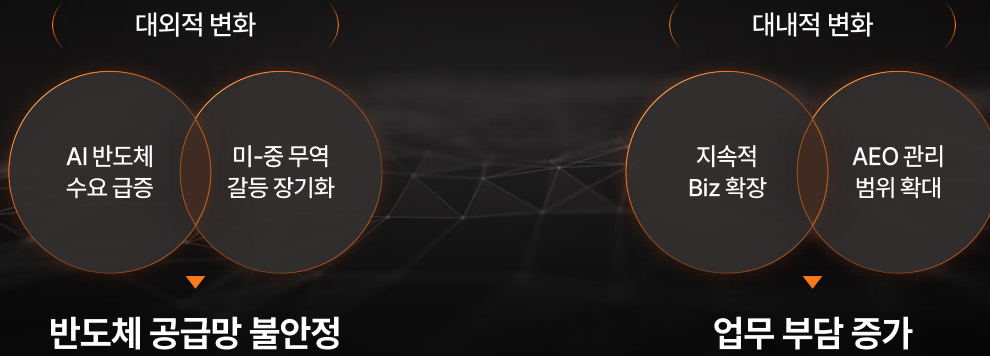 대외적 변화
AI 반도체
수요 급증
미-중 무역
갈등 장기화
반도체 공급망 불안정
대내적 변화
지속적
Biz 확장
AEO 관리
범위 확대
업무 부담 증가